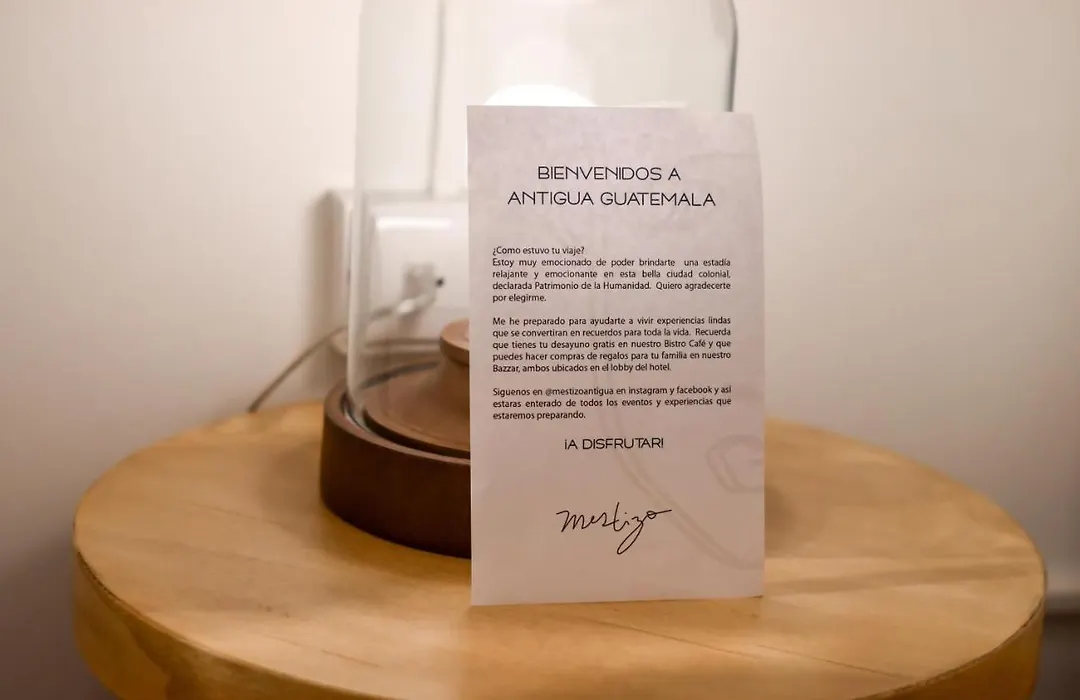 BIENVENIDOS A
ANTIGUA GUATEMALA
¿Como estuvo tu viaje?
Estoy muy emocionado de poder brindarte una estadía
relajante y emocionante en esta bella ciudad colonial,
declarada Patrimonio de la Humanidad. Quiero agradecerte
por elegirme.
Me he preparado para ayudarte a vivir experiencias lindas
que se convertiran en recuerdos para toda la vida. Recuerda
que tienes tu desayuno gratis en nuestro Bistro Café y que
puedes hacer compras de regalos para tu familia en nuestro
Bazzar, ambos ubicados en el lobby del hotel.
Siguenos en @mestizoantigua en instagram y facebook y asi
estaras enterado de todos los eventos y experiencias que
estaremos preparando.
¡A DISFRUTAR!
Mestizo